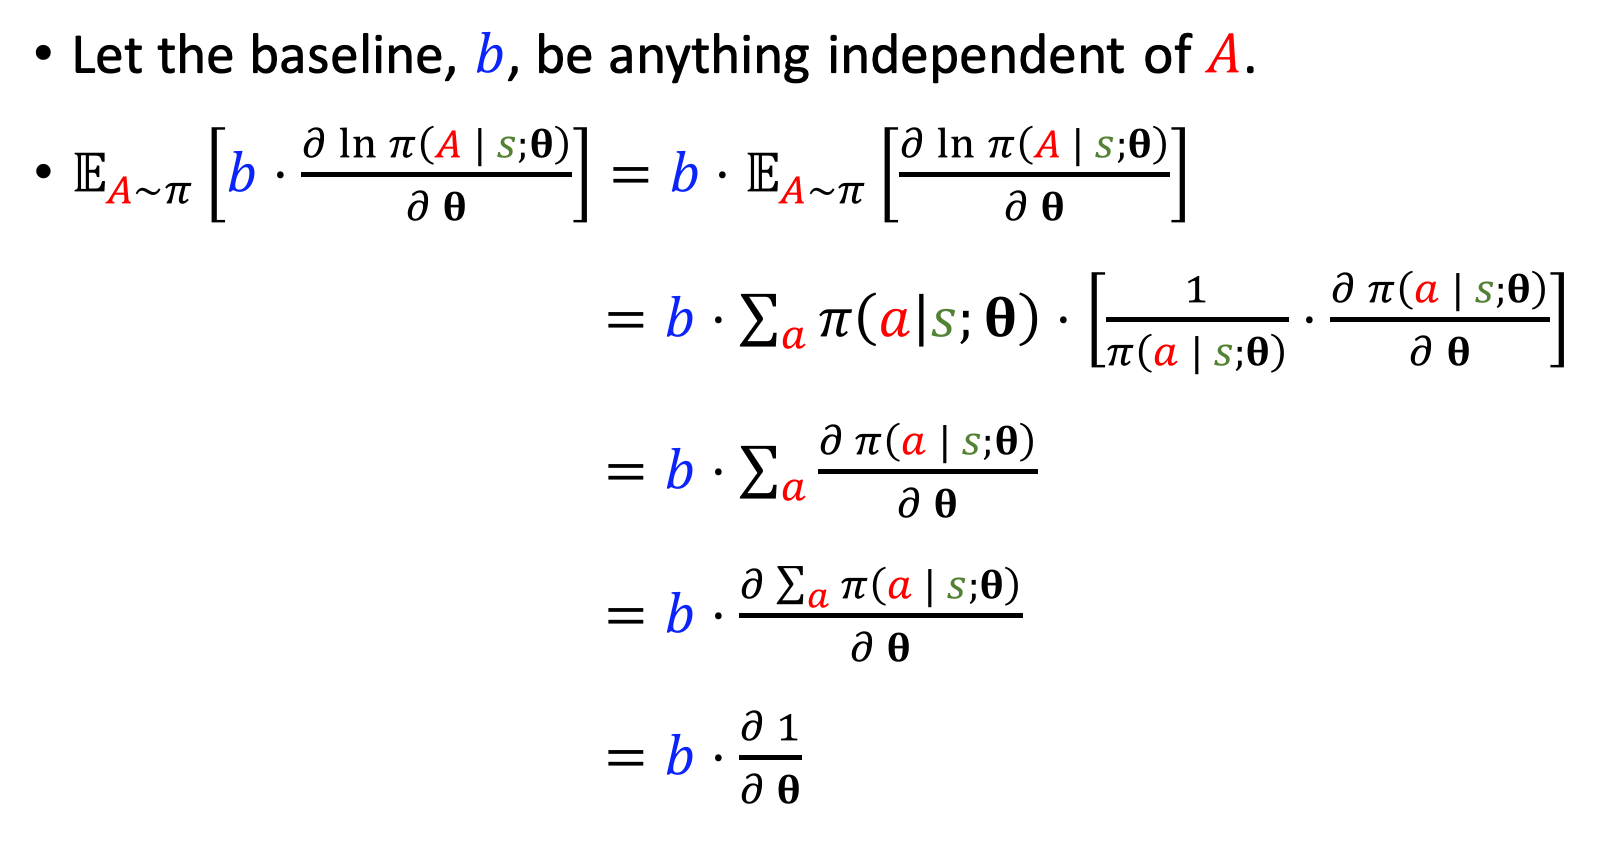 • Let the baseline, b, be anything independent of A.
• 𝔼_{A∼π} [b · ∂ ln π(A | s;θ) / ∂ θ] = b · 𝔼_{A∼π} [∂ ln π(A | s;θ) / ∂ θ]
= b · ∑_a π(a|s; θ) · [1 / π(a | s;θ) · ∂ π(a | s;θ) / ∂ θ]
= b · ∑_a ∂ π(a | s;θ) / ∂ θ
= b · ∂ ∑_a π(a | s;θ) / ∂ θ
= b · ∂ 1 / ∂ θ